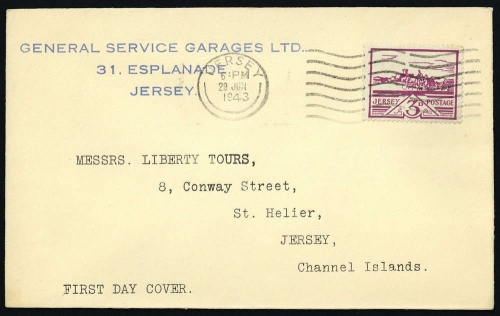 GENERAL SERVICE GARAGES LTD.
31. ESPLANADE
JERSEY.
JERSEY
6 PM
29 JUN
1943
JERSEY 3D POSTAGE
MESSRS. LIBERTY TOURS,
8, Conway Street,
St. Helier,
JERSEY,
Channel Islands.
FIRST DAY COVER.